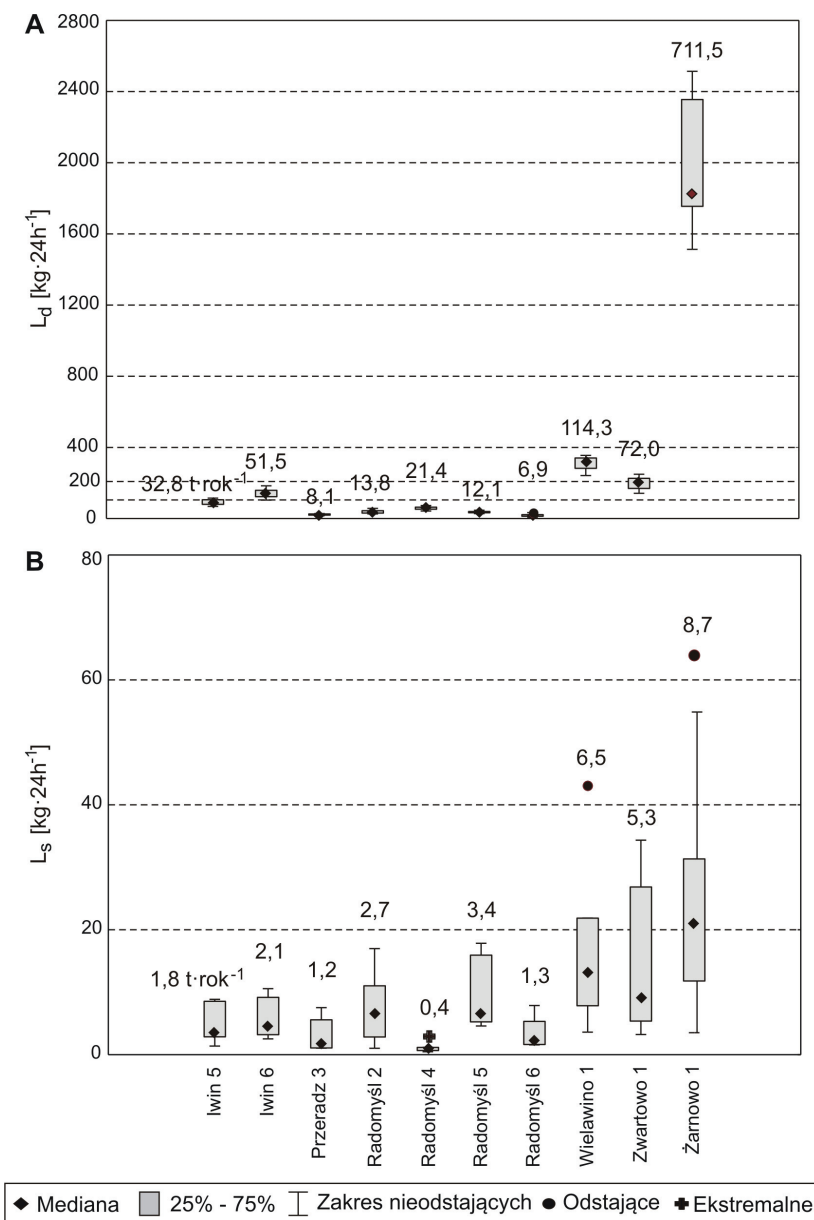 A
2800
2400
2000
1600
1200
800
400
200
0
L_d [kg·24h⁻¹]
711,5
114,3
72,0
51,5
32,8 t·rok⁻¹
8,1
13,8
21,4
12,1
6,9
B
80
60
40
20
0
L_s [kg·24h⁻¹]
8,7
6,5
5,3
1,8 t·rok⁻¹
2,1
1,2
2,7
0,4
3,4
1,3
Iwin 5
Iwin 6
Przeradz 3
Radomyśl 2
Radomyśl 4
Radomyśl 5
Radomyśl 6
Wielawino 1
Zwartowo 1
Żarnowo 1
Mediana 25% - 75% Zakres nieodstających Odstające Ekstremalne